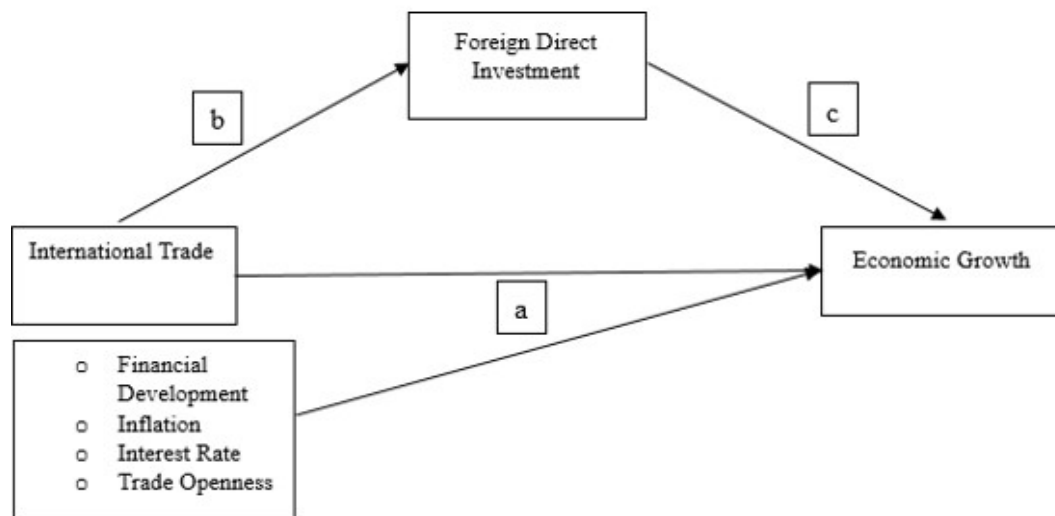 Foreign Direct
Investment
b
c
International Trade
Economic Growth
a
o Financial
Development
o Inflation
o Interest Rate
o Trade Openness